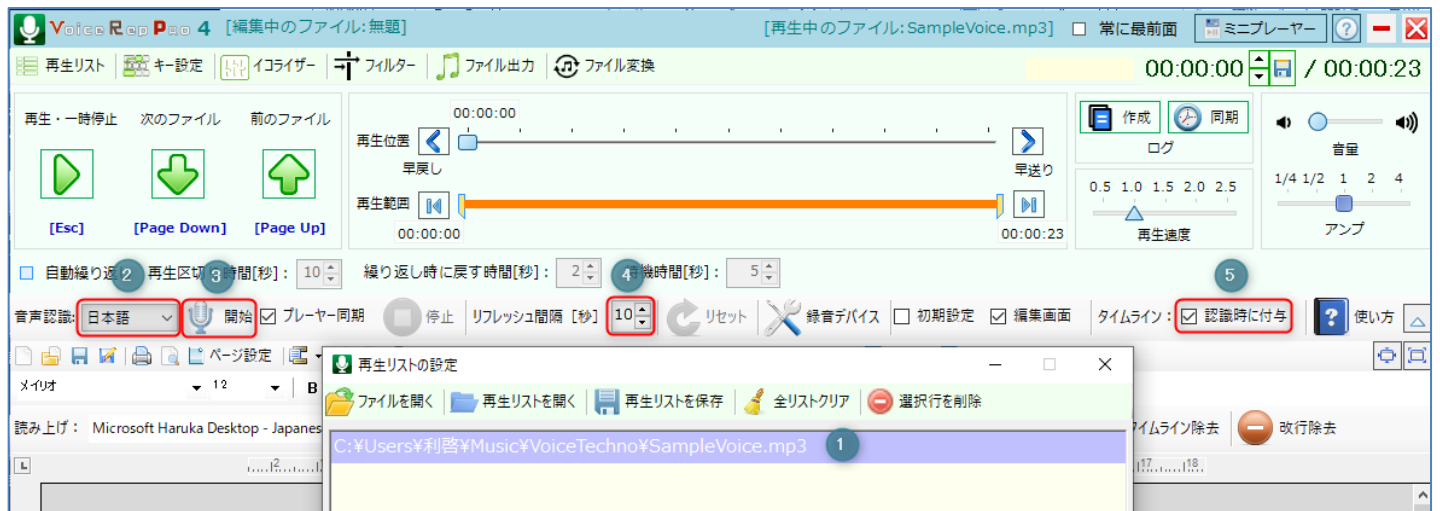 Voice Rep Pro 4 [編集中のファイル:無題] [再生中のファイル:SampleVoice.mp3] 常に最前面 ミニプレーヤー ?
再生リスト キー設定 イコライザー フィルター ファイル出力 ファイル変換 00:00:00 / 00:00:23
再生・一時停止 次のファイル 前のファイル
[Esc] [Page Down] [Page Up]
00:00:00
再生位置
早戻し 早送り
再生範囲
00:00:00 00:00:23
作成 同期
ログ
0.5 1.0 1.5 2.0 2.5
再生速度
音量
1/4 1/2 1 2 4
アンプ
自動繰り返 2 再生区切 3 時間[秒]: 10 繰り返し時に戻す時間[秒]: 2 4 機時間[秒]: 5 5
音声認識: 日本語 開始 プレーヤー同期 停止 リフレッシュ間隔 [秒] 10 リセット 録音デバイス 初期設定 編集画面 タイムライン: 認識時に付与 ? 使い方
ページ設定
メイリオ 12 B
読み上げ: Microsoft Haruka Desktop - Japanes
イムライン除去 改行除去
L 2 17 18
再生リストの設定
ファイルを開く 再生リストを開く 再生リストを保存 全リストクリア 選択行を削除
C:¥Users¥利啓¥Music¥VoiceTechno¥SampleVoice.mp3 1